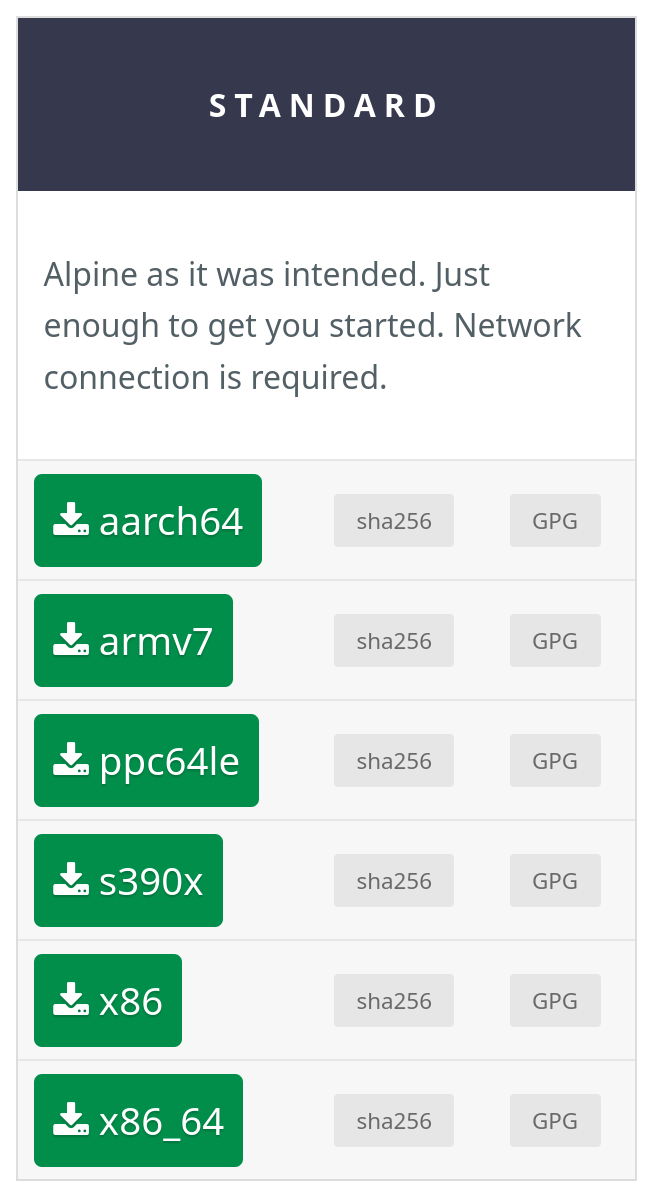 STANDARD
Alpine as it was intended. Just
enough to get you started. Network
connection is required.
aarch64 sha256 GPG
armv7 sha256 GPG
ppc64le sha256 GPG
s390x sha256 GPG
x86 sha256 GPG
x86_64 sha256 GPG